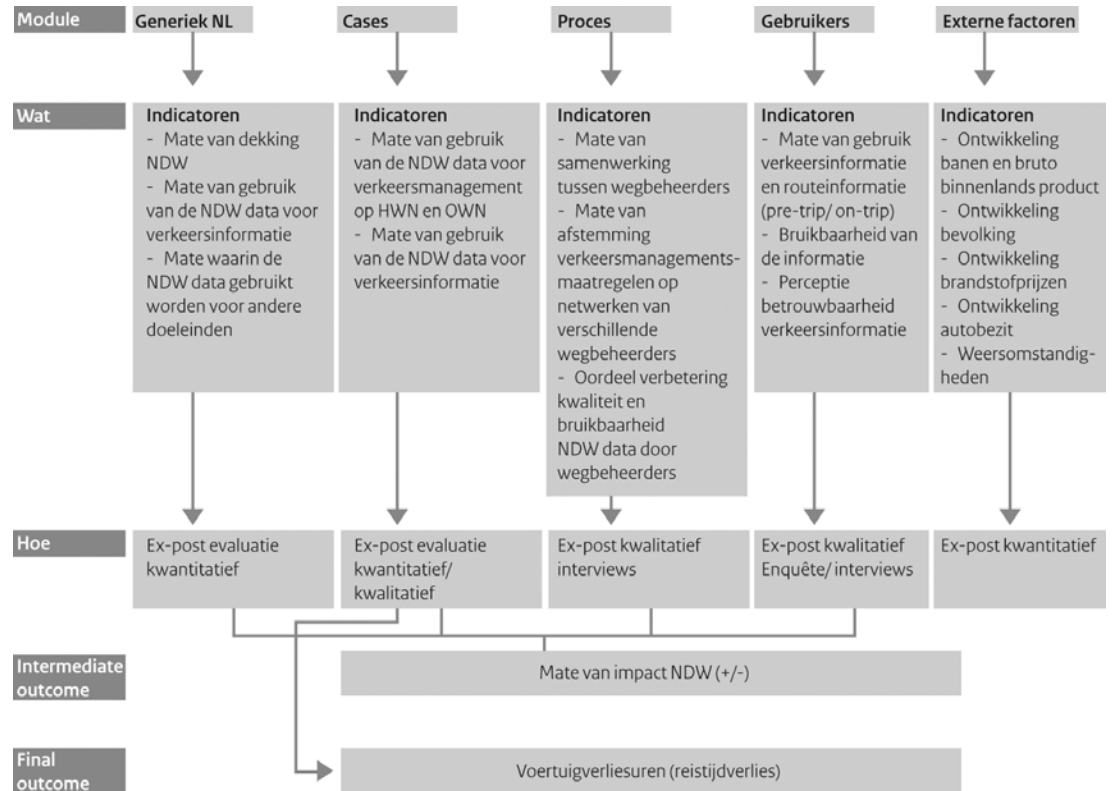 Module
Generiek NL
Cases
Proces
Gebruikers
Externe factoren
Wat
Indicatoren
- Mate van dekking
NDW
- Mate van gebruik
van de NDW data voor
verkeersinformatie
- Mate waarin de
NDW data gebruikt
worden voor andere
doeleinden
Indicatoren
- Mate van gebruik
van de NDW data voor
verkeersmanagement
op HWN en OWN
- Mate van gebruik
van de NDW data voor
verkeersinformatie
Indicatoren
- Mate van
samenwerking
tussen wegbeheerders
- Mate van
afstemming
verkeersmanagements-
maatregelen op
netwerken van
verschillende
wegbeheerders
- Oordeel verbetering
kwaliteit en
bruikbaarheid
NDW data door
wegbeheerders
Indicatoren
- Mate van gebruik
verkeersinformatie
en routeinformatie
(pre-trip/ on-trip)
- Bruikbaarheid van
de informatie
- Perceptie
betrouwbaarheid
verkeersinformatie
Indicatoren
- Ontwikkeling
banen en bruto
binnenlands product
- Ontwikkeling
bevolking
- Ontwikkeling
brandstofprijzen
- Ontwikkeling
autobezit
- Weersomstandig-
heden
Hoe
Ex-post evaluatie
kwantitatief
Ex-post evaluatie
kwantitatief/
kwalitatief
Ex-post kwalitatief
interviews
Ex-post kwalitatief
Enquête/ interviews
Ex-post kwantitatief
Intermediate
outcome
Mate van impact NDW (+/-)
Final
outcome
Voertuigverliesuren (reistijdverlies)